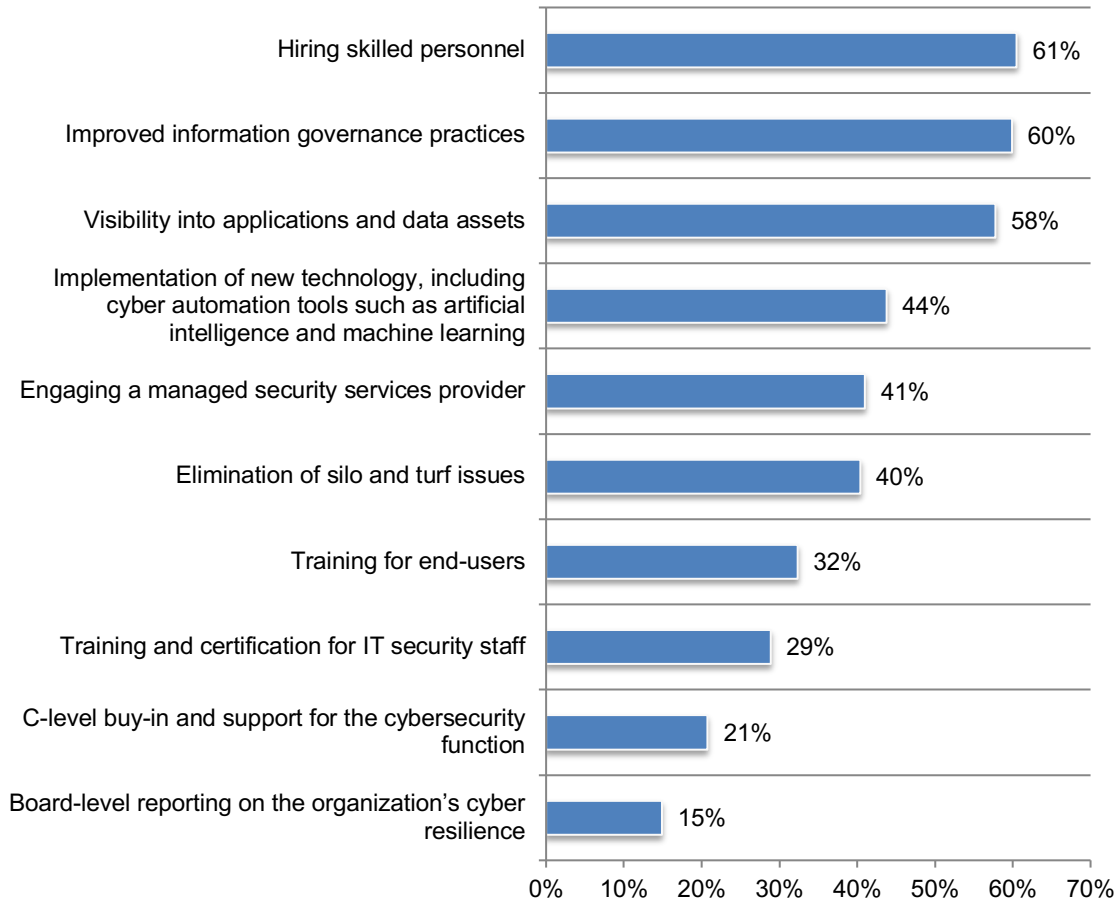 Hiring skilled personnel
61%
Improved information governance practices
60%
Visibility into applications and data assets
58%
Implementation of new technology, including
cyber automation tools such as artificial
intelligence and machine learning
44%
Engaging a managed security services provider
41%
Elimination of silo and turf issues
40%
Training for end-users
32%
Training and certification for IT security staff
29%
C-level buy-in and support for the cybersecurity
function
21%
Board-level reporting on the organization’s cyber
resilience
15%
0% 10% 20% 30% 40% 50% 60% 70%